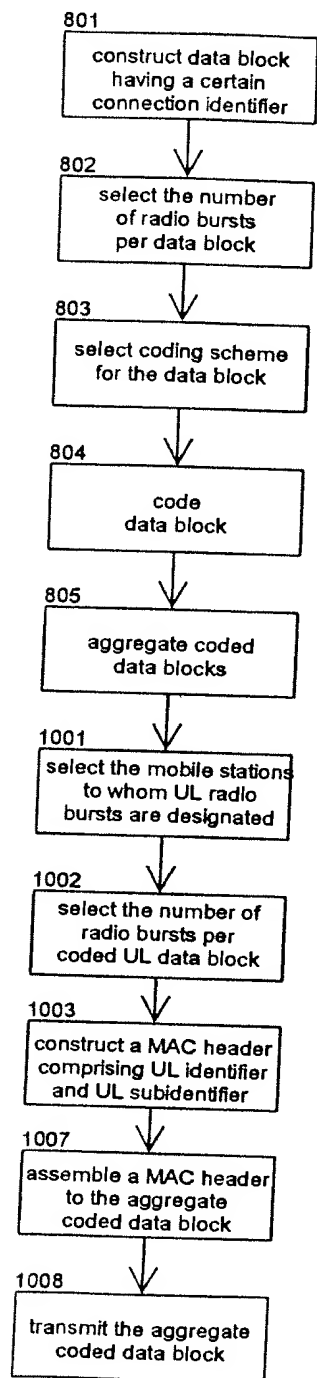 801
construct data block
having a certain
connection identifier
802
select the number
of radio bursts
per data block
803
select coding scheme
for the data block
804
code
data block
805
aggregate coded
data blocks
1001
select the mobile stations
to whom UL radio
bursts are designated
1002
select the number of
radio bursts per
coded UL data block
1003
construct a MAC header
comprising UL identifier
and UL subidentifier
1007
assemble a MAC header
to the aggregate
coded data block
1008
transmit the aggregate
coded data block